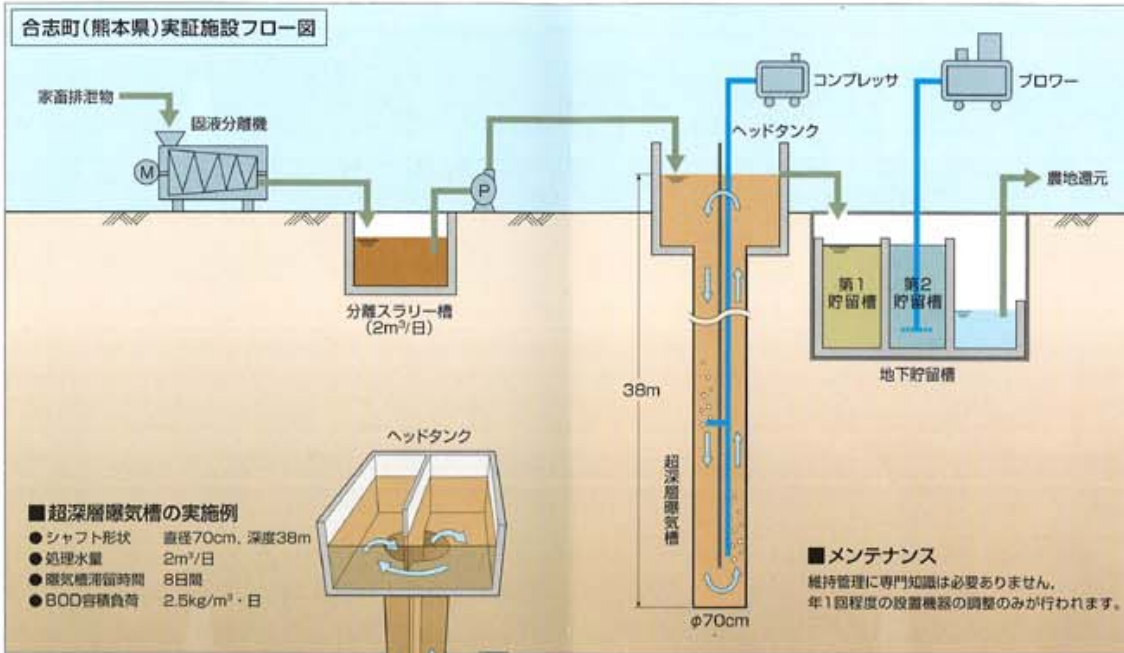 合志町(熊本県)実証施設フロー図
家畜排泄物
固液分離機
M
P
コンプレッサ
ブロワー
ヘッドタンク
農地還元
分離スラリー槽
(2m³/日)
第1
貯留槽
第2
貯留槽
地下貯留槽
38m
超深層曝気槽
φ70cm
ヘッドタンク
■超深層曝気槽の実施例
●シャフト形状 直径70cm, 深度38m
●処理水量 2m³/日
●曝気槽滞留時間 8日間
●BOD容積負荷 2.5kg/m³・日
■メンテナンス
維持管理に専門知識は必要ありません。
年1回程度の設置機器の調整のみが行われます。